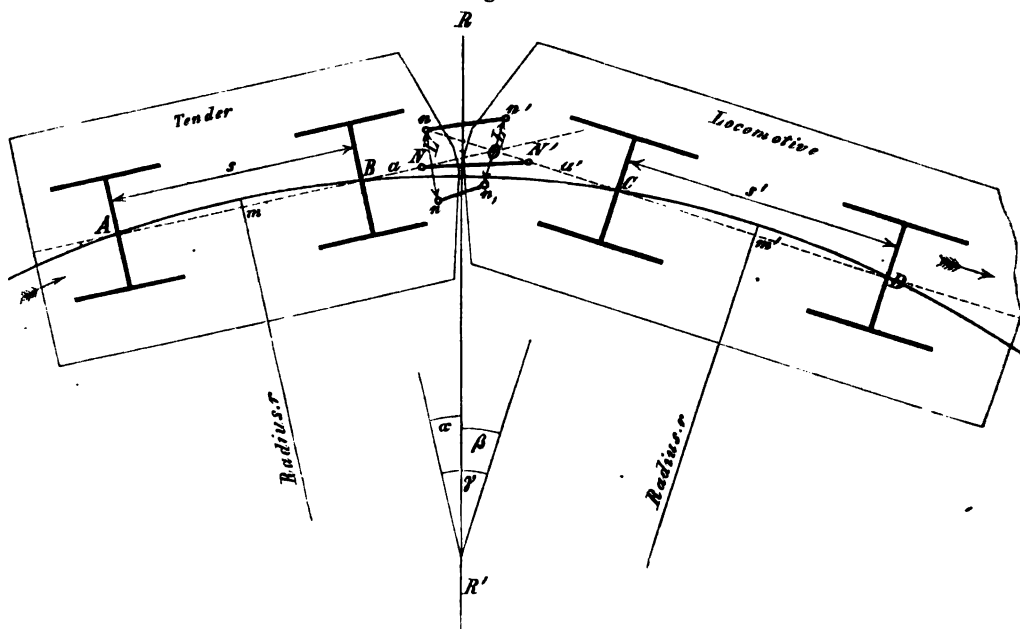 R
Tender
Locomotive
n
n'
N
N'
s
B
a
a'
C
s'
n
n,
A
m
m'
D
Radius.r
Radius.r
α
β
γ
R'